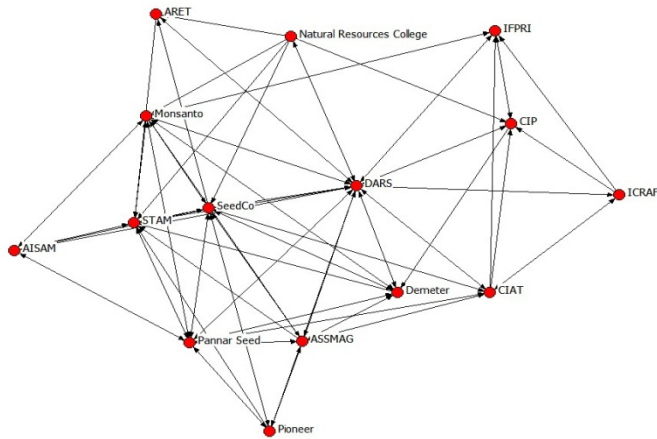 ARET
IFPRI
Natural Resources College
Monsanto
CIP
DARS
ICRAF
SeedCo
STAM
AISAM
Demeter
CIAT
Pannar Seed
ASSMAG
Pioneer